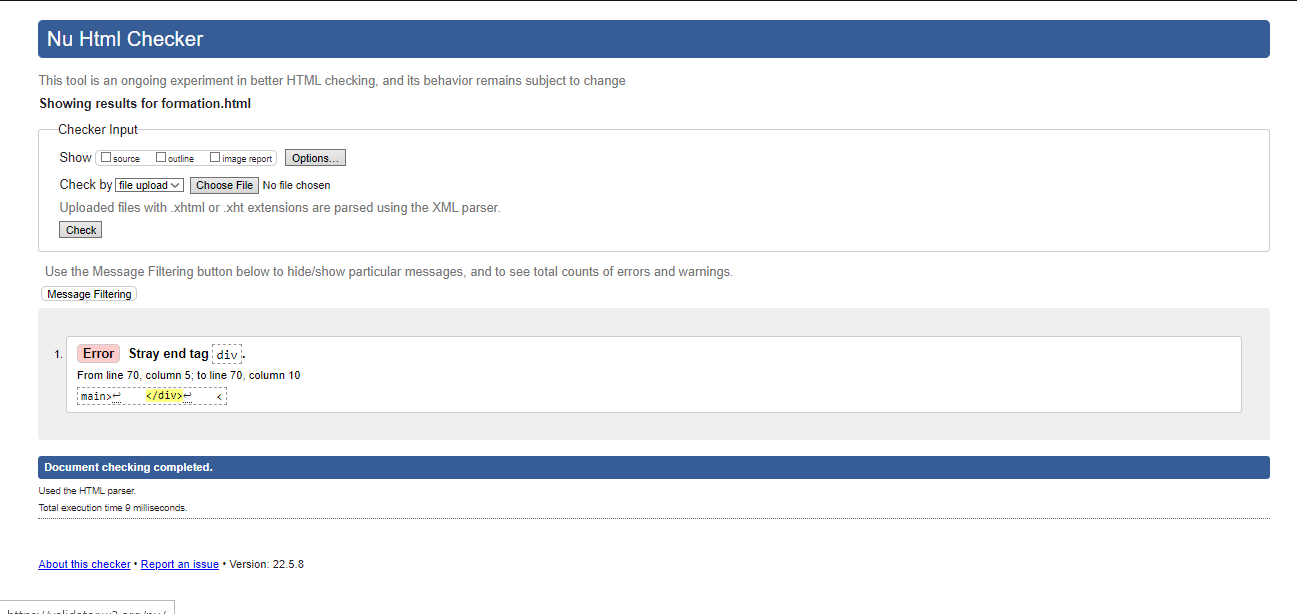 Nu Html Checker
This tool is an ongoing experiment in better HTML checking, and its behavior remains subject to change
Showing results for formation.html
Checker Input
Show source outline image report Options...
Check by file upload Choose File No file chosen
Uploaded files with .xhtml or .xht extensions are parsed using the XML parser.
Check
Use the Message Filtering button below to hide/show particular messages, and to see total counts of errors and warnings.
Message Filtering
1. Error Stray end tag div.
From line 70, column 5; to line 70, column 10
main>↩ </div>↩ <
Document checking completed.
Used the HTML parser.
Total execution time 9 milliseconds.
About this checker • Report an issue • Version: 22.5.8